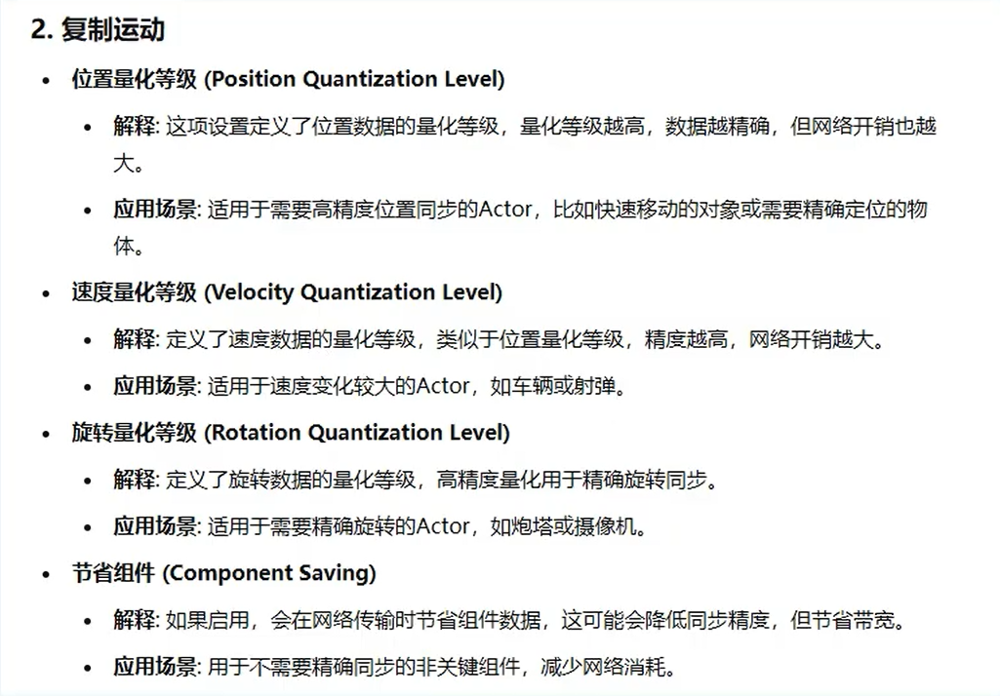 2. 复制运动
• 位置量化等级 (Position Quantization Level)
• 解释: 这项设置定义了位置数据的量化等级，量化等级越高，数据越精确，但网络开销也越
大。
• 应用场景: 适用于需要高精度位置同步的Actor，比如快速移动的对象或需要精确定位的物
体。
• 速度量化等级 (Velocity Quantization Level)
• 解释: 定义了速度数据的量化等级，类似于位置量化等级，精度越高，网络开销越大。
• 应用场景: 适用于速度变化较大的Actor，如车辆或射弹。
• 旋转量化等级 (Rotation Quantization Level)
• 解释: 定义了旋转数据的量化等级，高精度量化用于精确旋转同步。
• 应用场景: 适用于需要精确旋转的Actor，如炮塔或摄像机。
• 节省组件 (Component Saving)
• 解释: 如果启用，会在网络传输时节省组件数据，这可能会降低同步精度，但节省带宽。
• 应用场景: 用于不需要精确同步的非关键组件，减少网络消耗。